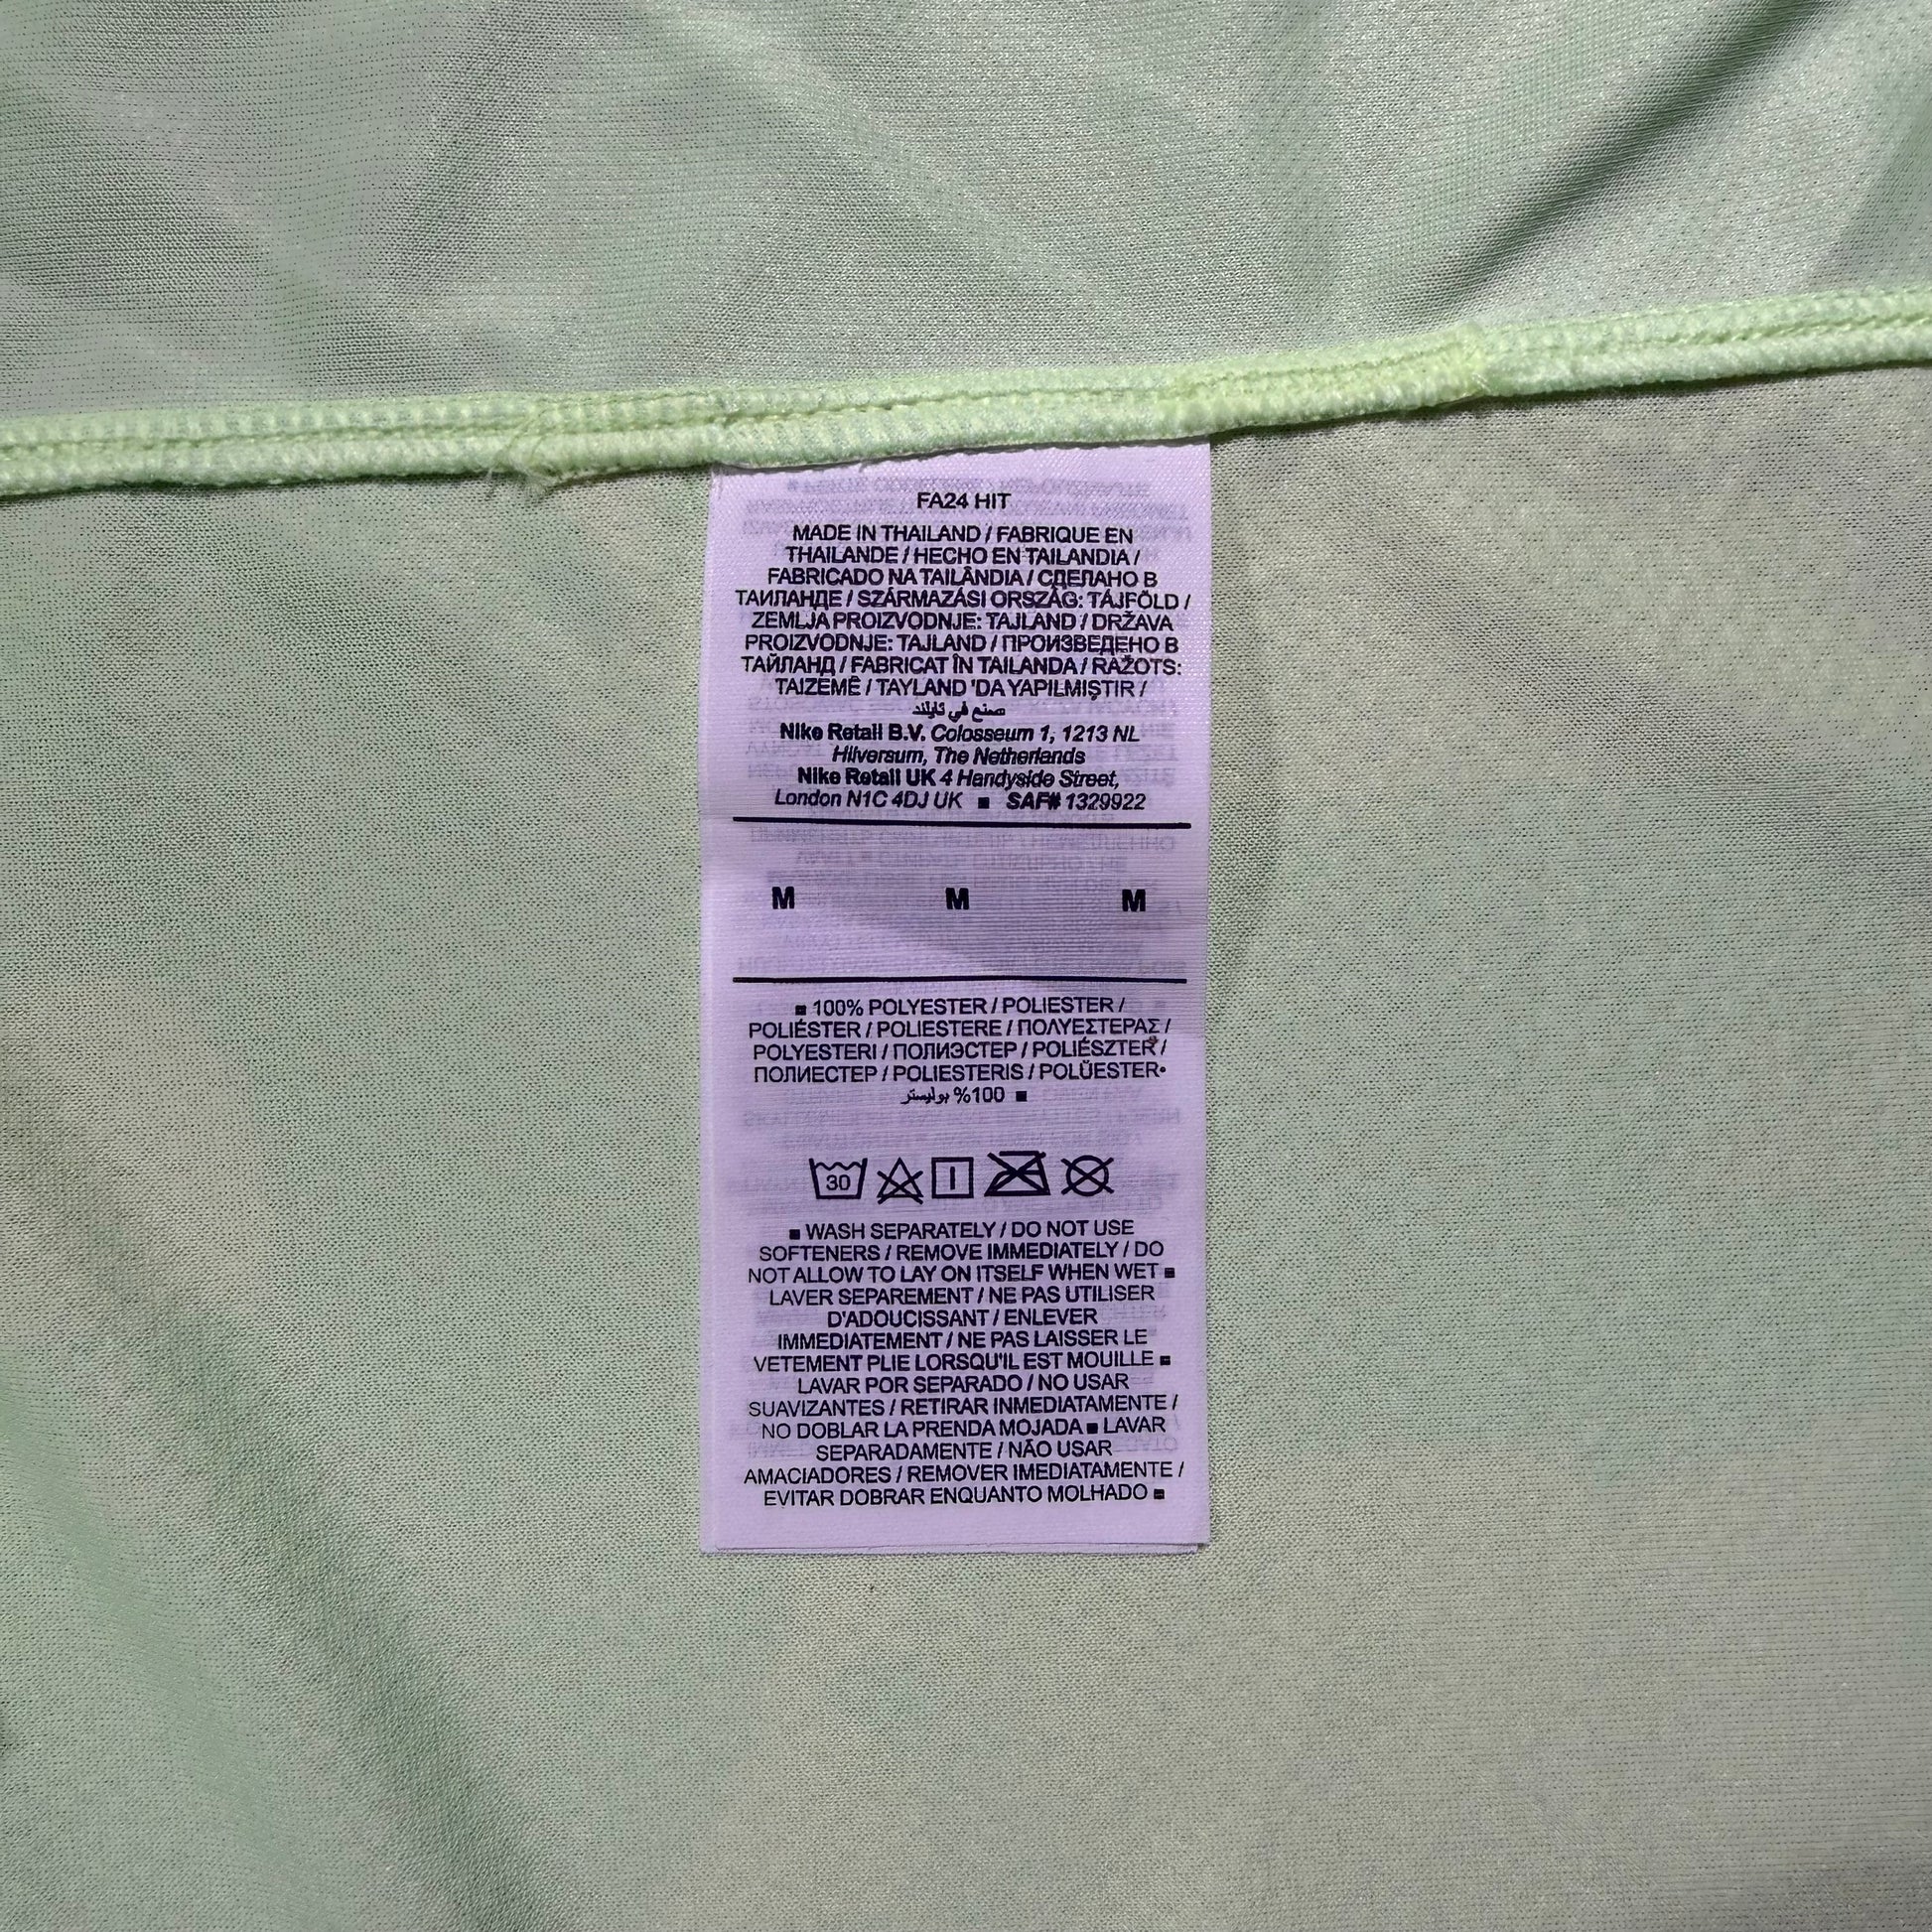 FA24 HIT
MADE IN THAILAND / FABRIQUE EN
THAILANDE / HECHO EN TAILANDIA /
FABRICADO NA TAILÂNDIA / СДЕЛАНО В
ТАИЛАНДЕ / SZÁRMAZÁSI ORSZÁG: TÁJFÖLD /
ZEMLJA PROIZVODNJE: TAJLAND / DRŽAVA
PROIZVODNJE: TAJLAND / ПРОИЗВЕДЕНО В
ТАЙЛАНД / FABRICAT ÎN TAILANDA / RAŽOTS:
TAIZEMĒ / TAYLAND 'DA YAPILMIŞTIR /
صنع في تايلند
Nike Retail B.V. Colosseum 1, 1213 NL
Hilversum, The Netherlands
Nike Retail UK 4 Handyside Street,
London N1C 4DJ UK ■ SAF# 1329922
M M M
■ 100% POLYESTER / POLIESTER /
POLIÉSTER / POLIESTERE / ΠΟΛΥΕΣΤΕΡΑΣ /
POLYESTERI / ПОЛИЭСТЕР / POLIÉSZTER /
ПОЛИЕСТЕР / POLIESTERIS / POLÜESTER•
■ 100% بوليستر
30
■ WASH SEPARATELY / DO NOT USE
SOFTENERS / REMOVE IMMEDIATELY / DO
NOT ALLOW TO LAY ON ITSELF WHEN WET ■
LAVER SEPAREMENT / NE PAS UTILISER
D'ADOUCISSANT / ENLEVER
IMMEDIATEMENT / NE PAS LAISSER LE
VETEMENT PLIE LORSQU'IL EST MOUILLE ■
LAVAR POR SEPARADO / NO USAR
SUAVIZANTES / RETIRAR INMEDIATAMENTE /
NO DOBLAR LA PRENDA MOJADA ■ LAVAR
SEPARADAMENTE / NÃO USAR
AMACIADORES / REMOVER IMEDIATAMENTE /
EVITAR DOBRAR ENQUANTO MOLHADO ■